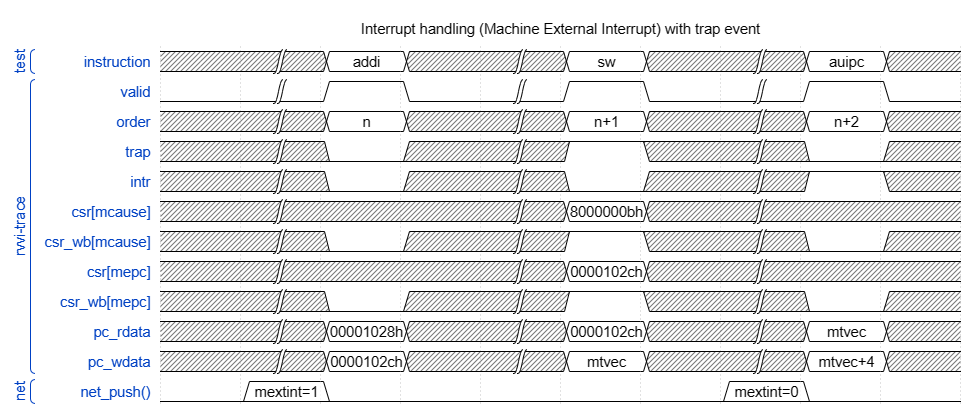 Interrupt handling (Machine External Interrupt) with trap event
test
instruction addi sw auipc
rvvi-trace
valid
order n n+1 n+2
trap
intr
csr[mcause] 8000000bh
csr_wb[mcause]
csr[mepc] 0000102ch
csr_wb[mepc]
pc_rdata 00001028h 0000102ch mtvec
pc_wdata 0000102ch mtvec mtvec+4
net
net_push() mextint=1 mextint=0